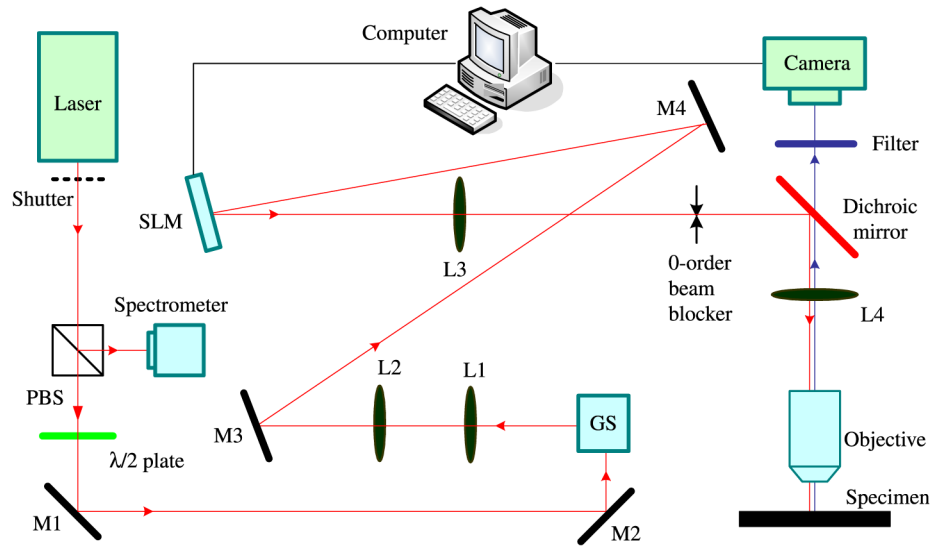 Computer
Laser
Camera
M4
Filter
Shutter
SLM
Dichroic
mirror
L3
0-order
beam
blocker
Spectrometer
L4
PBS
L2
L1
M3
GS
Objective
λ/2 plate
Specimen
M1
M2